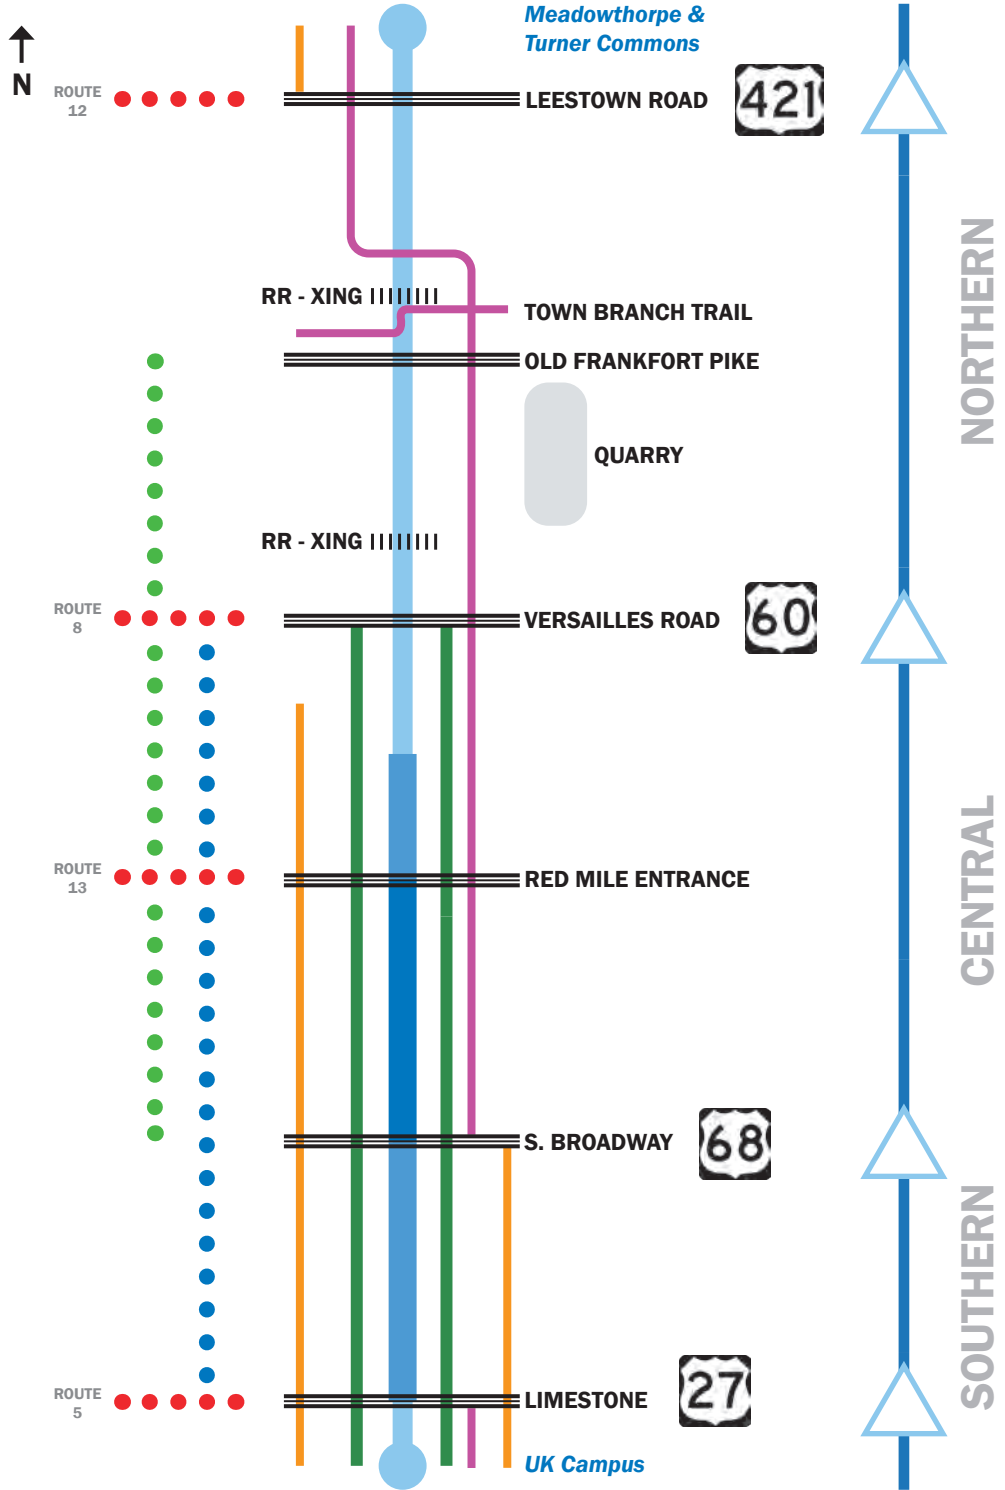 Meadowthorpe &
Turner Commons
N
ROUTE
12
LEESTOWN ROAD
421
NORTHERN
RR - XING
TOWN BRANCH TRAIL
OLD FRANKFORT PIKE
QUARRY
RR - XING
ROUTE
8
VERSAILLES ROAD
60
CENTRAL
ROUTE
13
RED MILE ENTRANCE
S. BROADWAY
68
SOUTHERN
ROUTE
5
LIMESTONE
27
UK Campus